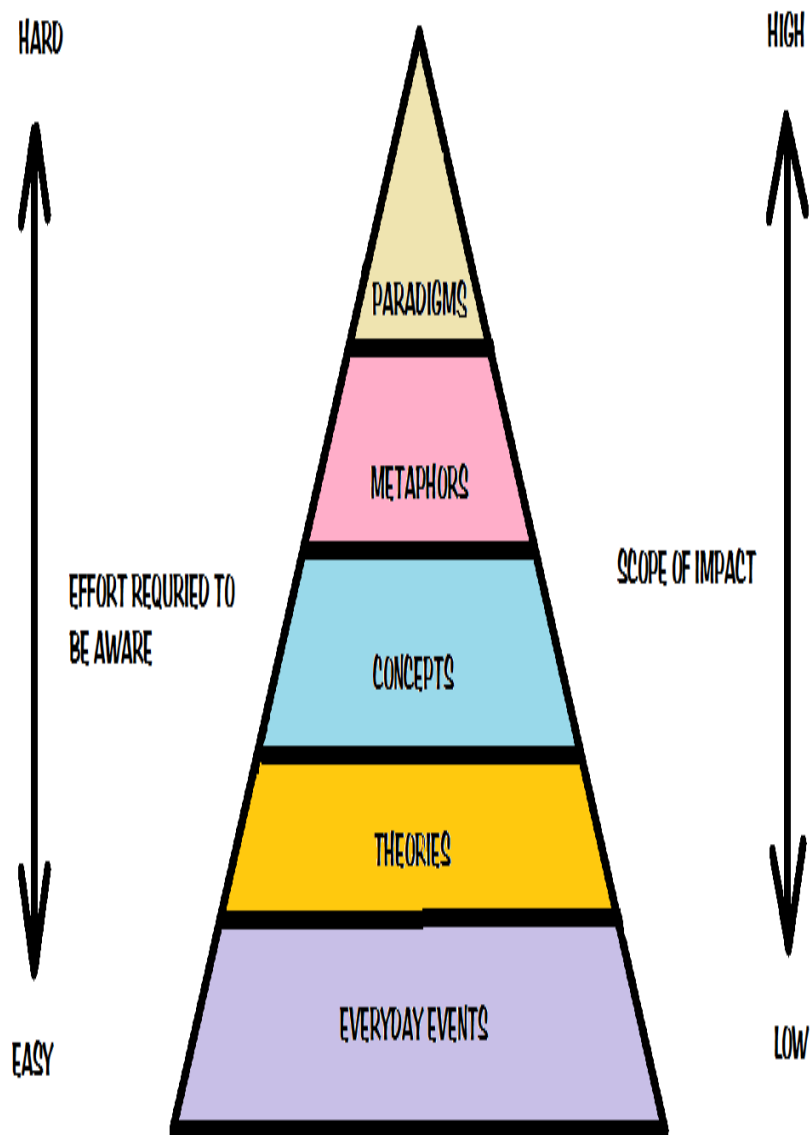 HARD
HIGH
PARADIGMS
METAPHORS
EFFORT REQURIED TO
BE AWARE
SCOPE OF IMPACT
CONCEPTS
THEORIES
EVERYDAY EVENTS
EASY
LOW